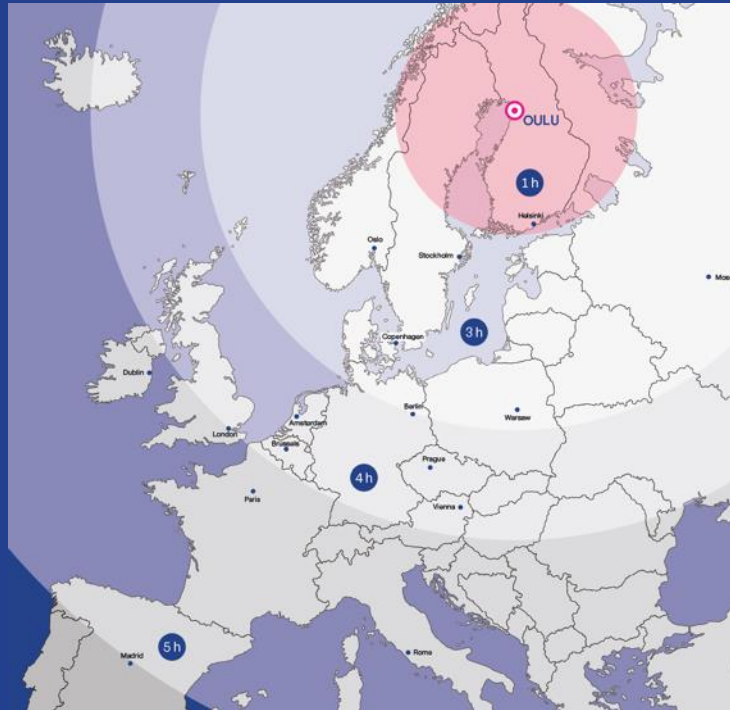 OULU
1 h
Helsinki
Oslo
Stockholm
Mos
3 h
Copenhagen
Dublin
Berlin
Warsaw
Amsterdam
London
Brussels
Prague
4 h
Paris
Vienna
5 h
Roma
Madrid